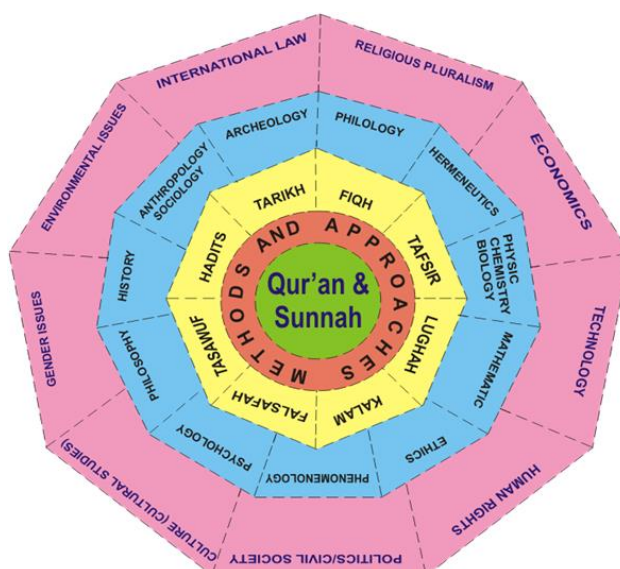 Qur'an &
Sunnah
METHODS AND APPROACHES
TARIKH
FIQH
TAFSIR
LUGHAH
KALAM
FALSAFAH
TASAWUF
HADITS
ARCHEOLOGY
PHILOLOGY
HERMENEUTICS
PHYSIC
CHEMISTRY
BIOLOGY
MATHEMATIC
ETHICS
PHENOMENOLOGY
PSYCHOLOGY
PHILOSOPHY
HISTORY
ANTHROPOLOGY
SOCIOLOGY
INTERNATIONAL LAW
RELIGIOUS PLURALISM
ECONOMICS
TECHNOLOGY
HUMAN RIGHTS
POLITICS/CIVIL SOCIETY
CULTURE (CULTURAL STUDIES)
GENDER ISSUES
ENVIRONMENTAL ISSUES